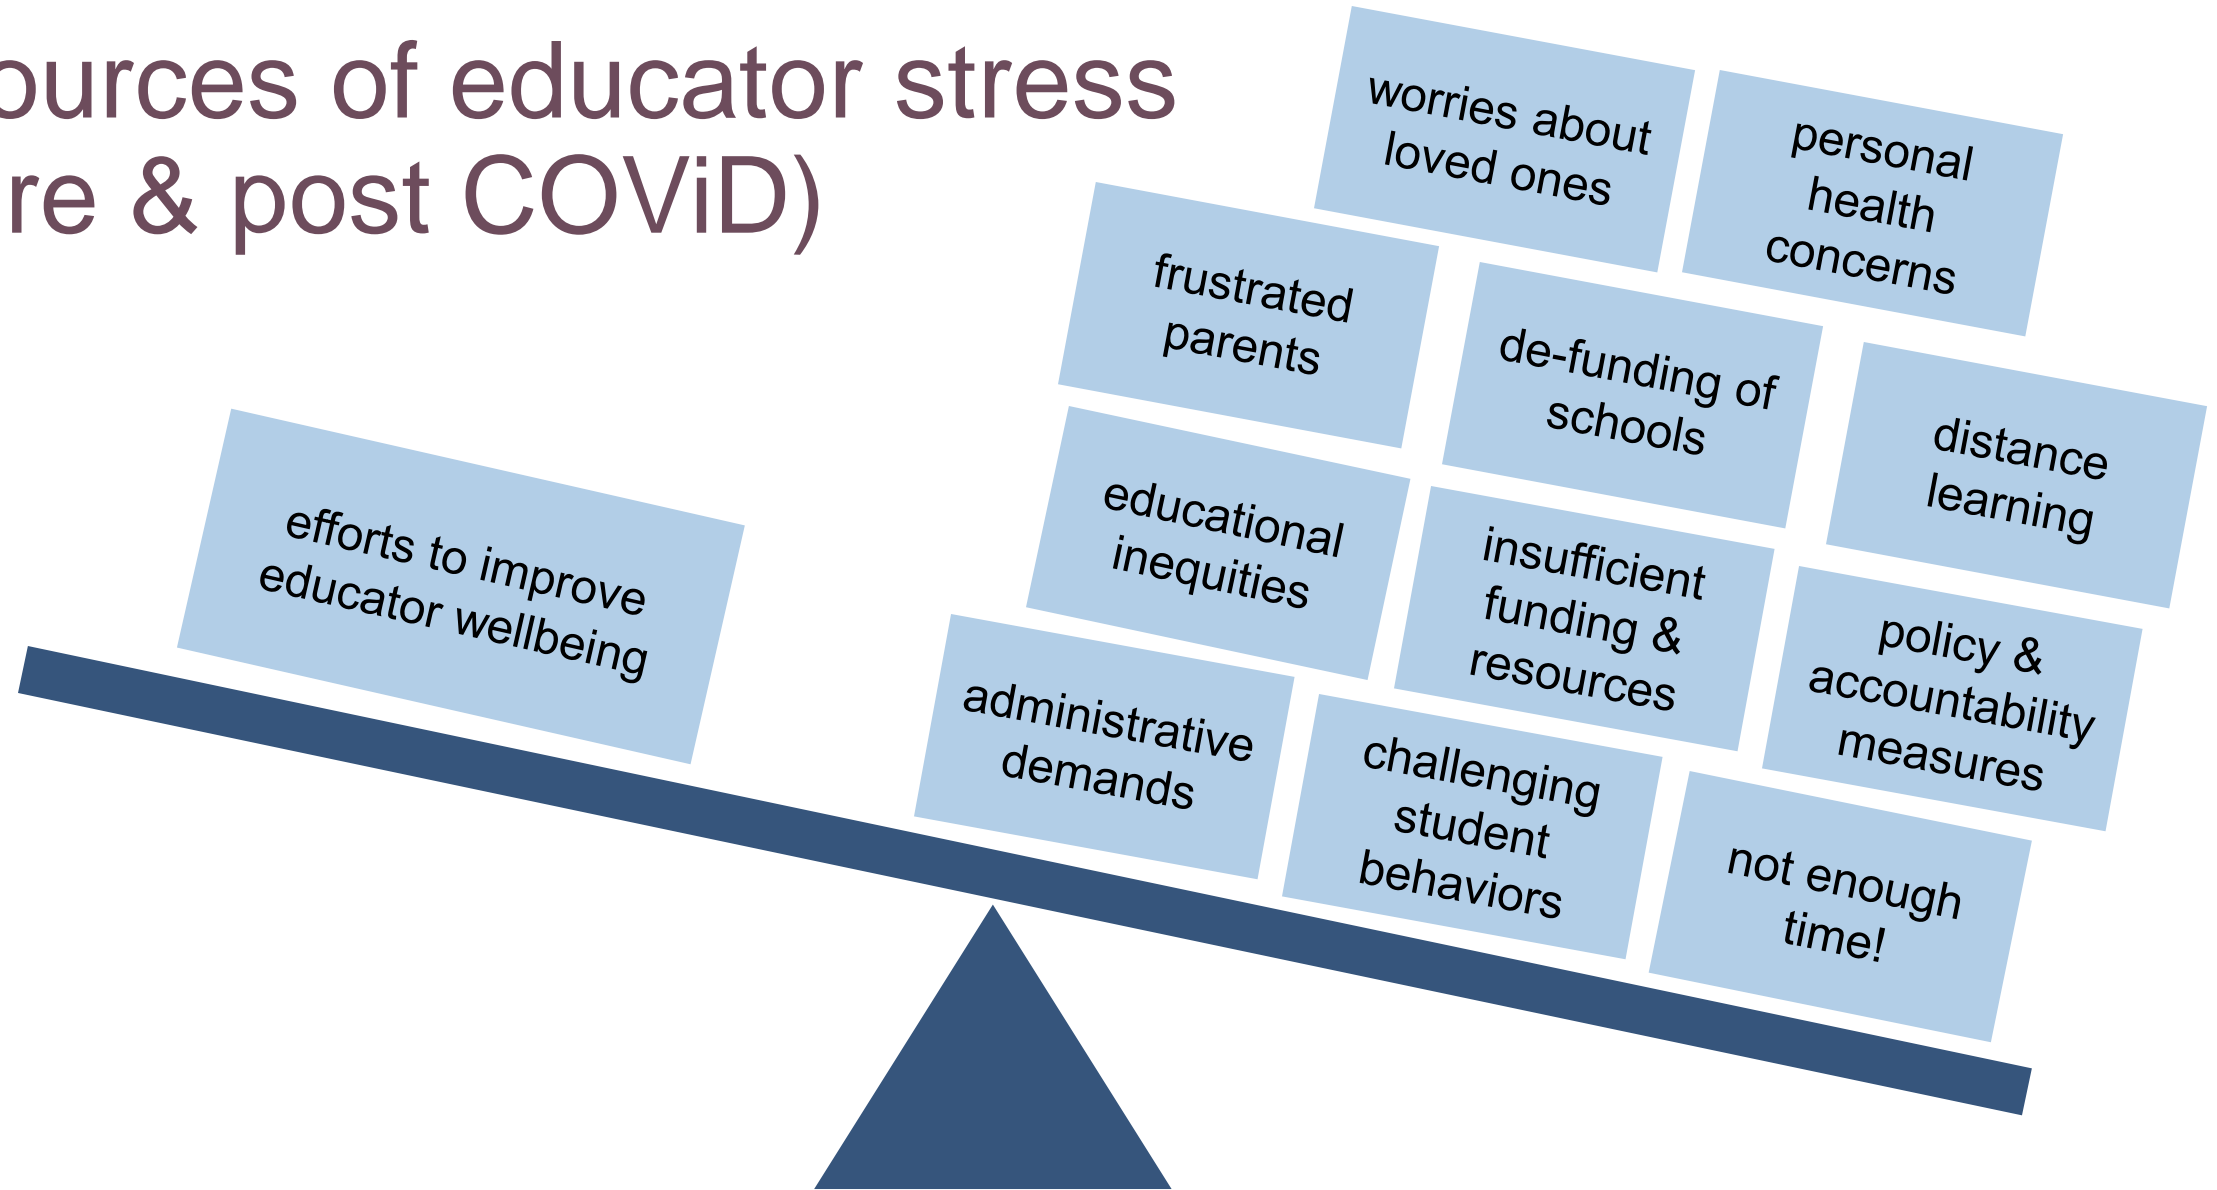 ources of educator stress
re & post COViD)
worries about
loved ones
personal
health
concerns
frustrated
parents
de-funding of
schools
distance
learning
efforts to improve
educator wellbeing
educational
inequities
insufficient
funding &
resources
policy &
accountability
measures
administrative
demands
challenging
student
behaviors
not enough
time!